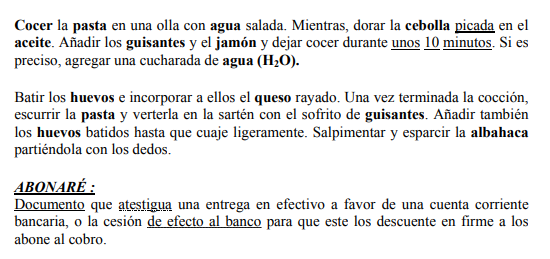 Cocer la pasta en una olla con agua salada. Mientras, dorar la cebolla picada en el
aceite. Añadir los guisantes y el jamón y dejar cocer durante unos 10 minutos. Si es
preciso, agregar una cucharada de agua (H₂O).
Batir los huevos e incorporar a ellos el queso rayado. Una vez terminada la cocción,
escurrir la pasta y verterla en la sartén con el sofrito de guisantes. Añadir también
los huevos batidos hasta que cuaje ligeramente. Salpimentar y esparcir la albahaca
partiéndola con los dedos.
ABONARÉ :
Documento que atestigua una entrega en efectivo a favor de una cuenta corriente
bancaria, o la cesión de efecto al banco para que este los descuente en firme a los
abone al cobro.